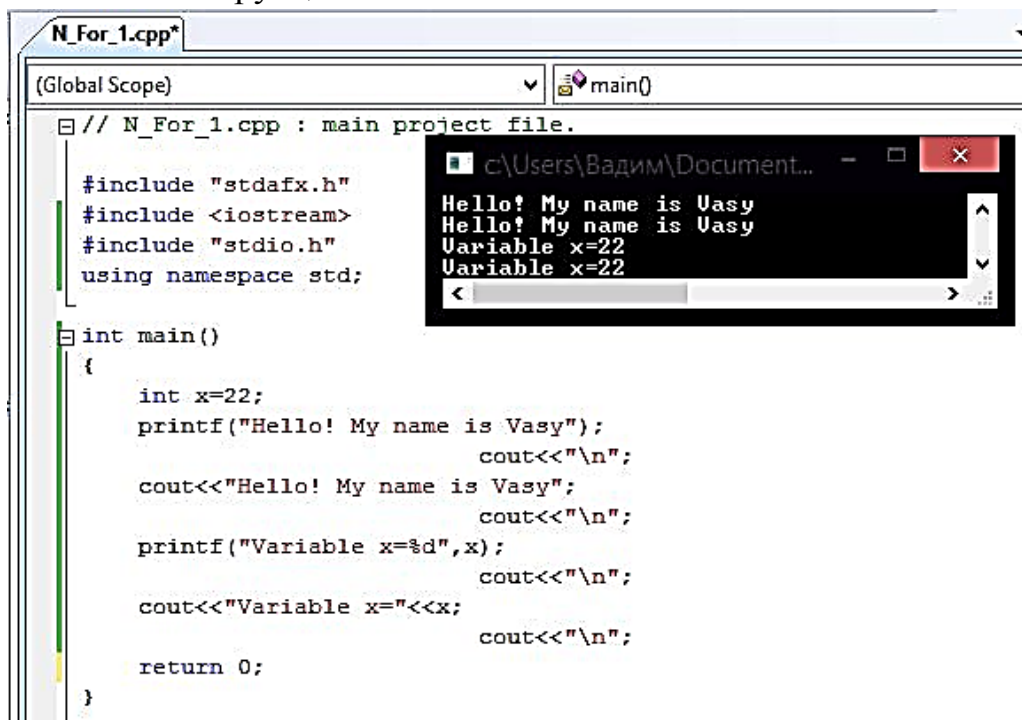 N_For_1.cpp*
(Global Scope)
main()
// N_For_1.cpp : main project file.
#include "stdafx.h"
#include <iostream>
#include "stdio.h"
using namespace std;
c:\Users\Вадим\Document...
Hello! My name is Vasy
Hello! My name is Vasy
Variable x=22
Variable x=22
int main()
{
int x=22;
printf("Hello! My name is Vasy");
cout<<"\n";
cout<<"Hello! My name is Vasy";
cout<<"\n";
printf("Variable x=%d",x);
cout<<"\n";
cout<<"Variable x="<<x;
cout<<"\n";
return 0;
}